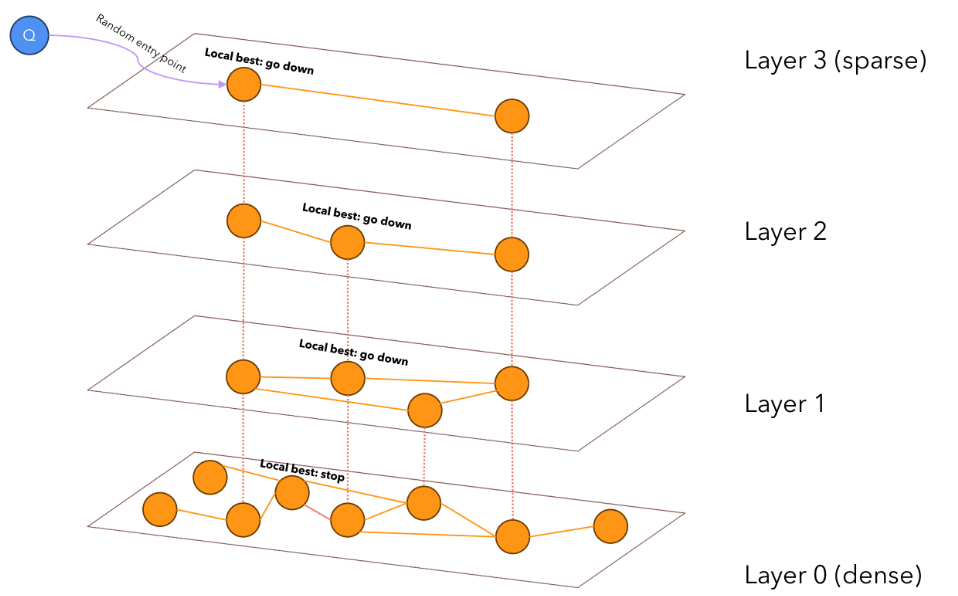 Q
Random entry point
Local best: go down
Layer 3 (sparse)
Local best: go down
Layer 2
Local best: go down
Layer 1
Local best: stop
Layer 0 (dense)